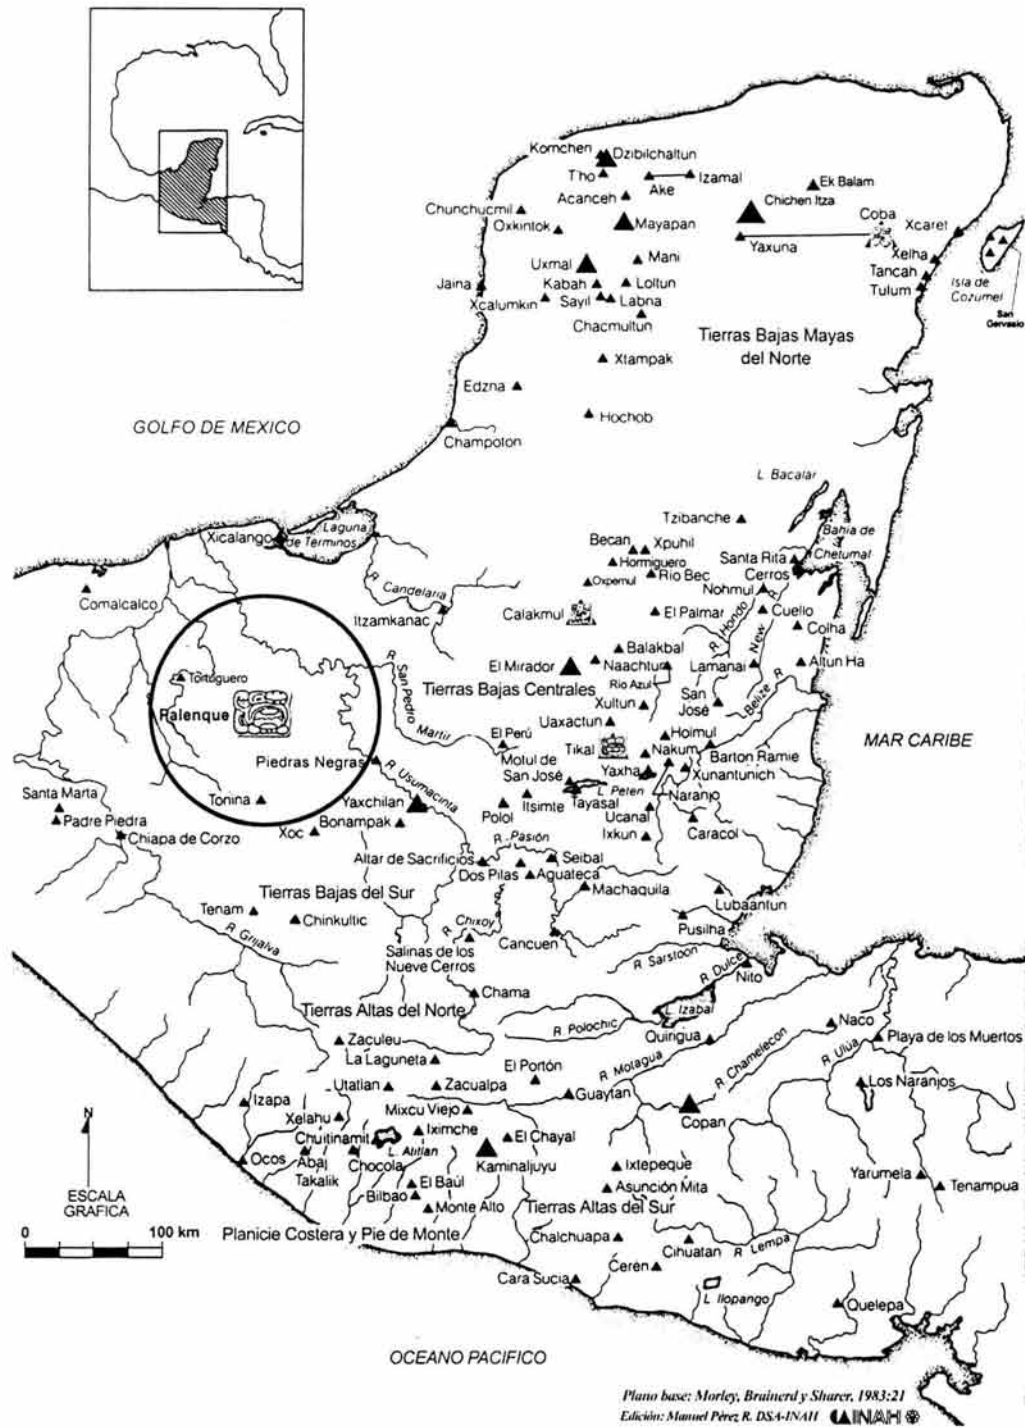 Komchen
Dzibilchaltun
T'ho
Ake
Izamal
Ek Balam
Acanceh
Chichen Itza
Chunchucmil
Mayapan
Coba
Xcaret
Oxkintok
Yaxuna
Uxmal
Mani
Xelha
Tancah
Tulum
Isla de
Cozumel
San
Gervasio
Jaina
Kabah
Loltun
Xcalumkin
Sayil
Labna
Chacmultun
Tierras Bajas Mayas
del Norte
Xtampak
Edzna
Hochob
GOLFO DE MEXICO
Champoton
L. Bacalar
Tzibanche
Bahia de
Chetumal
Xicalango
Laguna
de Terminos
Becan
Xpuhil
Hormiguero
Santa Rita
Cerros
Oxpemul
Rio Bec
Nohmul
R. Candelaria
Comalcalco
Itzamkanac
Calakmul
El Palmar
R. Hondo
New R
Cuello
Colha
Balakbal
El Mirador
Naachtun
Lamanai
Altun Ha
Rio Azul
Tortuguero
R. San Pedro Martir
Tierras Bajas Centrales
Xultun
San
José
Belize R
Palenque
Uaxactun
Holmul
MAR CARIBE
El Perú
Tikal
Nakum
Barton Ramie
Motul de
San José
Yaxha
Xunantunich
Piedras Negras
R. Usumacinta
L. Peten
Tayasal
Naranjo
Santa Marta
Tonina
Yaxchilan
Itsimte
Ucanal
Padre Piedra
Bonampak
Polol
Caracol
Chiapa de Corzo
Xoc
R. Pasión
Ixkun
Altar de Sacrificios
Seibal
Dos Pilas
Aguateca
Machaquila
Tierras Bajas del Sur
Lubaantun
Tenam
Chinkultic
R. Chixoy
Pusilha
R. Grijalva
Salinas de los
Nueve Cerros
Cancuen
R. Sarstoon
R. Dulce
Nito
Chama
Tierras Altas del Norte
L. Izabal
R. Polochic
Naco
Zaculeu
Quirigua
Playa de los Muertos
La Laguneta
R. Motagua
R. Chamelecon
R. Ulúa
El Portón
Utatlan
Zacualpa
Guaytan
Los Naranjos
Izapa
Mixcu Viejo
Copan
N
Xelahu
Iximche
El Chayal
Chuitinamit
L. Atitlan
Ocos
Abaj
Takalik
Chocola
Kaminaljuyu
Ixtepeque
ESCALA
GRAFICA
El Baúl
Asunción Mita
Yarumela
Tenampua
Bilbao
Monte Alto
Tierras Altas del Sur
0 100 km
Planicie Costera y Pie de Monte
Chalchuapa
Cihuatan
R. Lempa
Cerén
Cara Sucia
L. Ilopango
Quelepa
OCEANO PACIFICO
Plano base: Morley, Brainerd y Sharer, 1983:21
Edición: Manuel Pérez R. DSA-INAH INAH